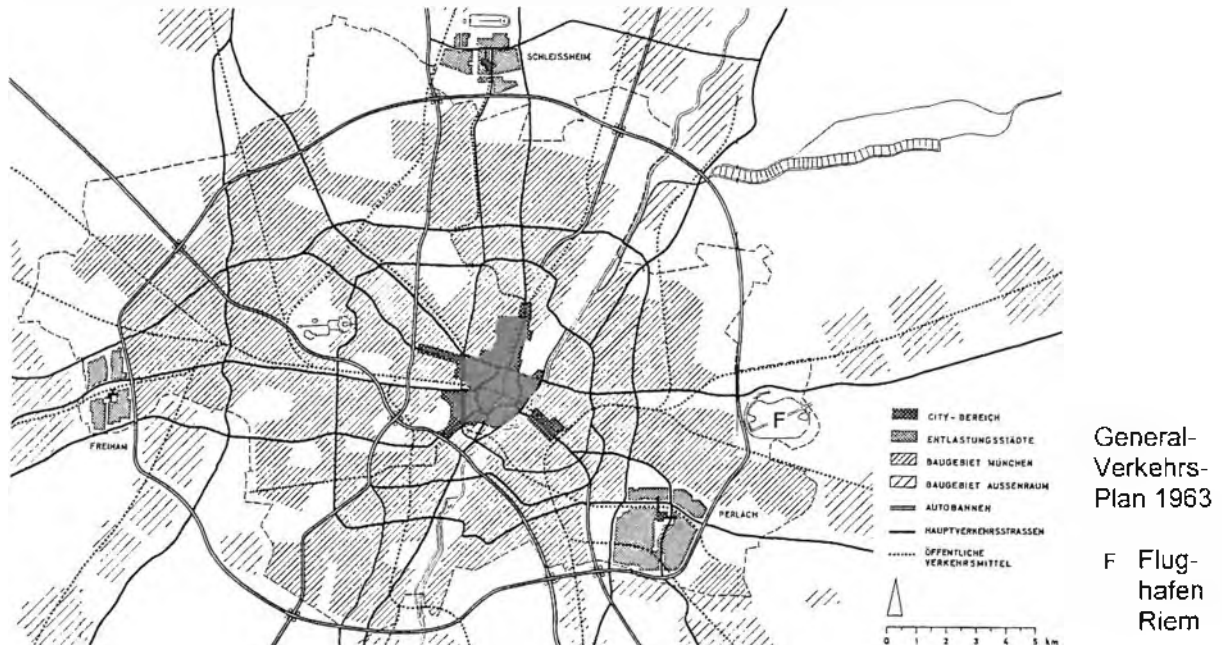 SCHLEISSHEIM
FREIHAM
F
PERLACH
CITY - BEREICH
ENTLASTUNGSSTÄDTE
BAUGEBIET MÜNCHEN
BAUGEBIET AUSSENRAUM
AUTOBAHNEN
HAUPTVERKEHRSSTRASSEN
ÖFFENTLICHE
VERKEHRSMITTEL
0 1 2 3 4 5 km
General-
Verkehrs-
Plan 1963
F Flug-
hafen
Riem